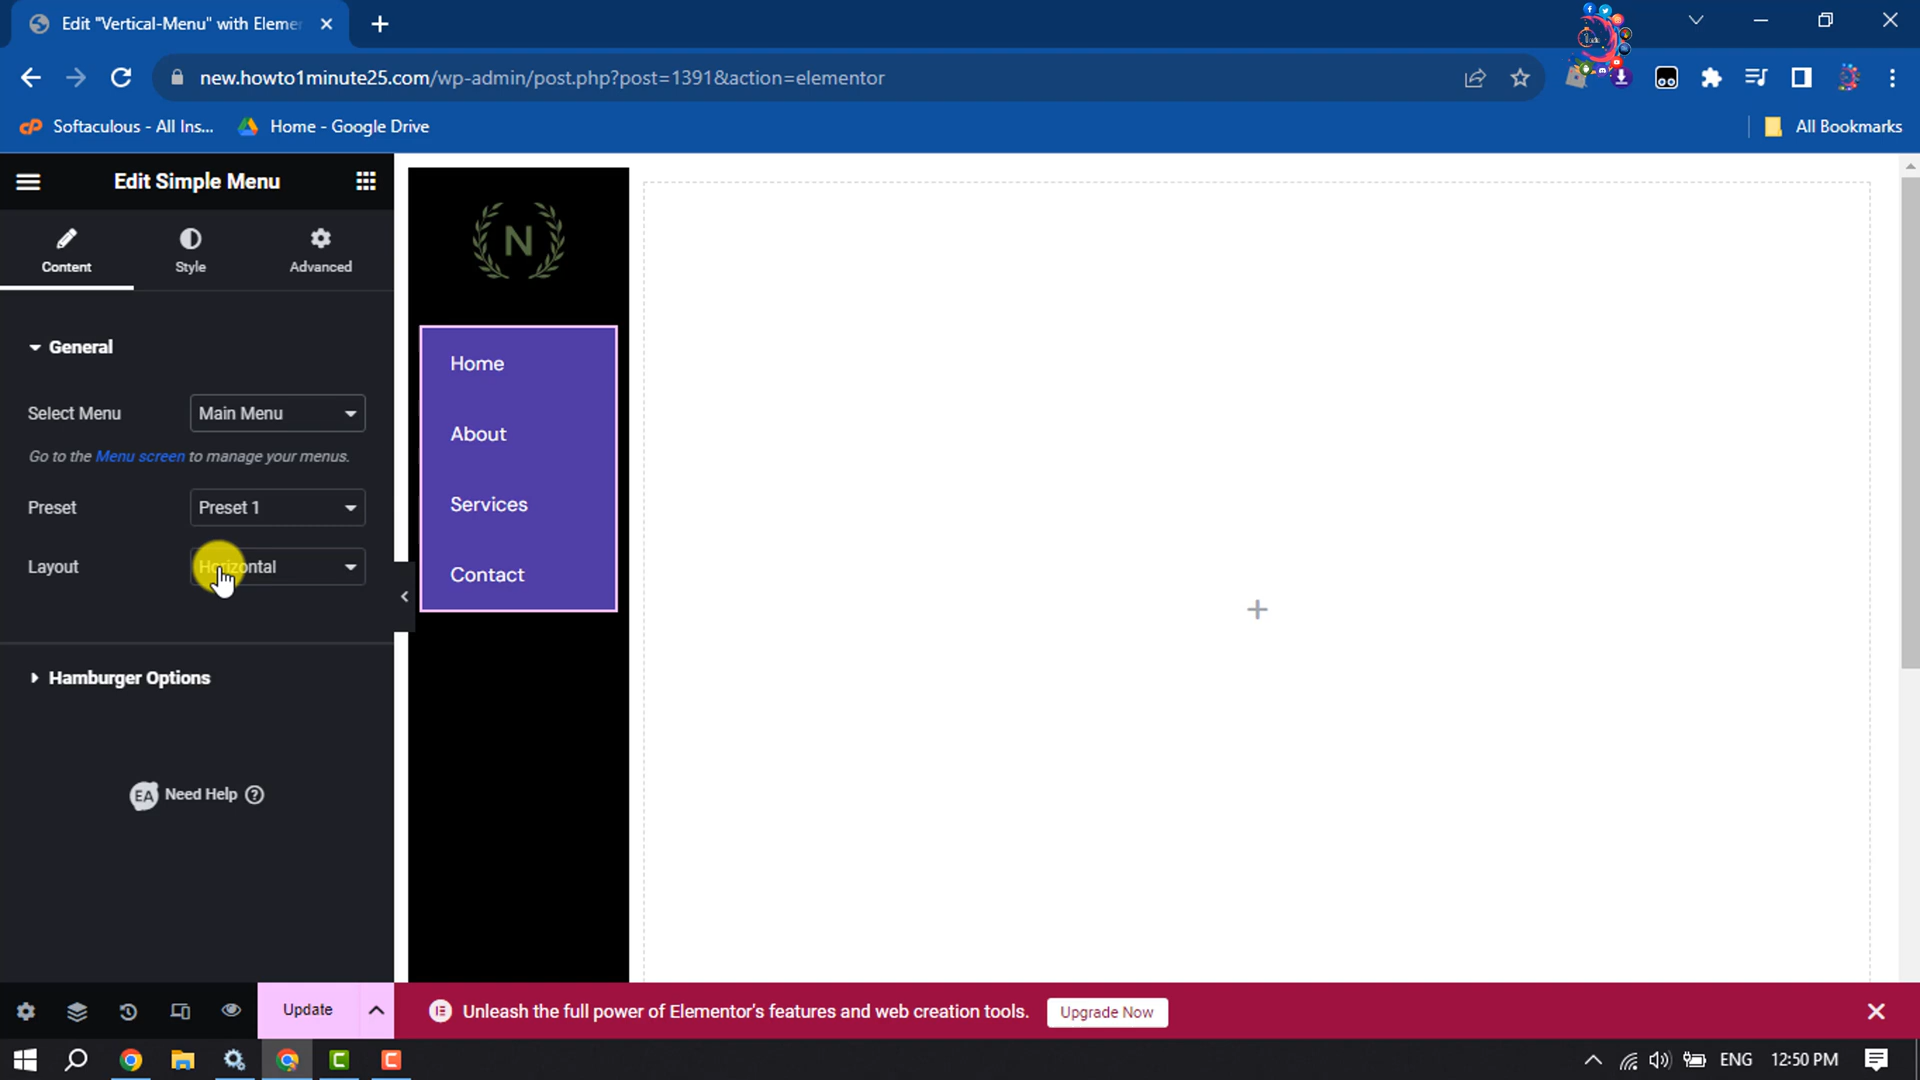 Edit "Vertical-Menu" with Eleme
new.howto1minute25.com/wp-admin/post.php?post=1391&action=elementor
Softaculous - All Ins...
Home - Google Drive
All Bookmarks
Edit Simple Menu
Content
Style
Advanced
General
Select Menu
Main Menu
Go to the Menu screen to manage your menus.
Preset
Preset 1
Layout
Horizontal
Hamburger Options
EA Need Help
N
Home
About
Services
Contact
Update
Unleash the full power of Elementor's features and web creation tools.
Upgrade Now
ENG
12:50 PM